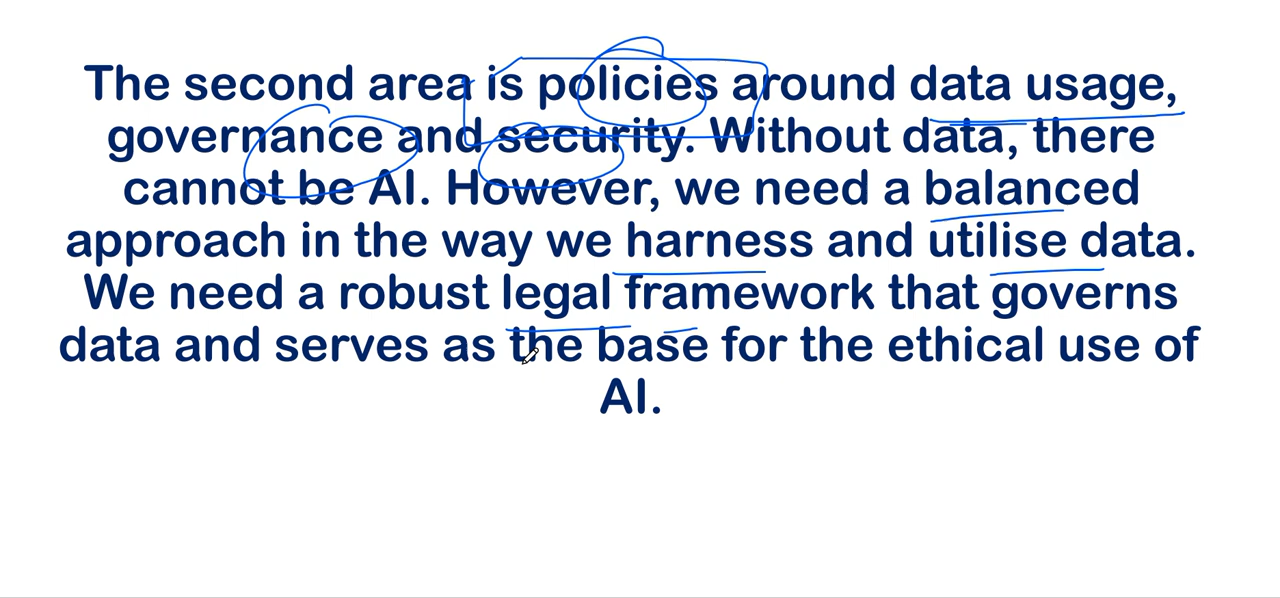 The second area is policies around data usage,
governance and security. Without data, there
cannot be AI. However, we need a balanced
approach in the way we harness and utilise data.
We need a robust legal framework that governs
data and serves as the base for the ethical use of
AI.